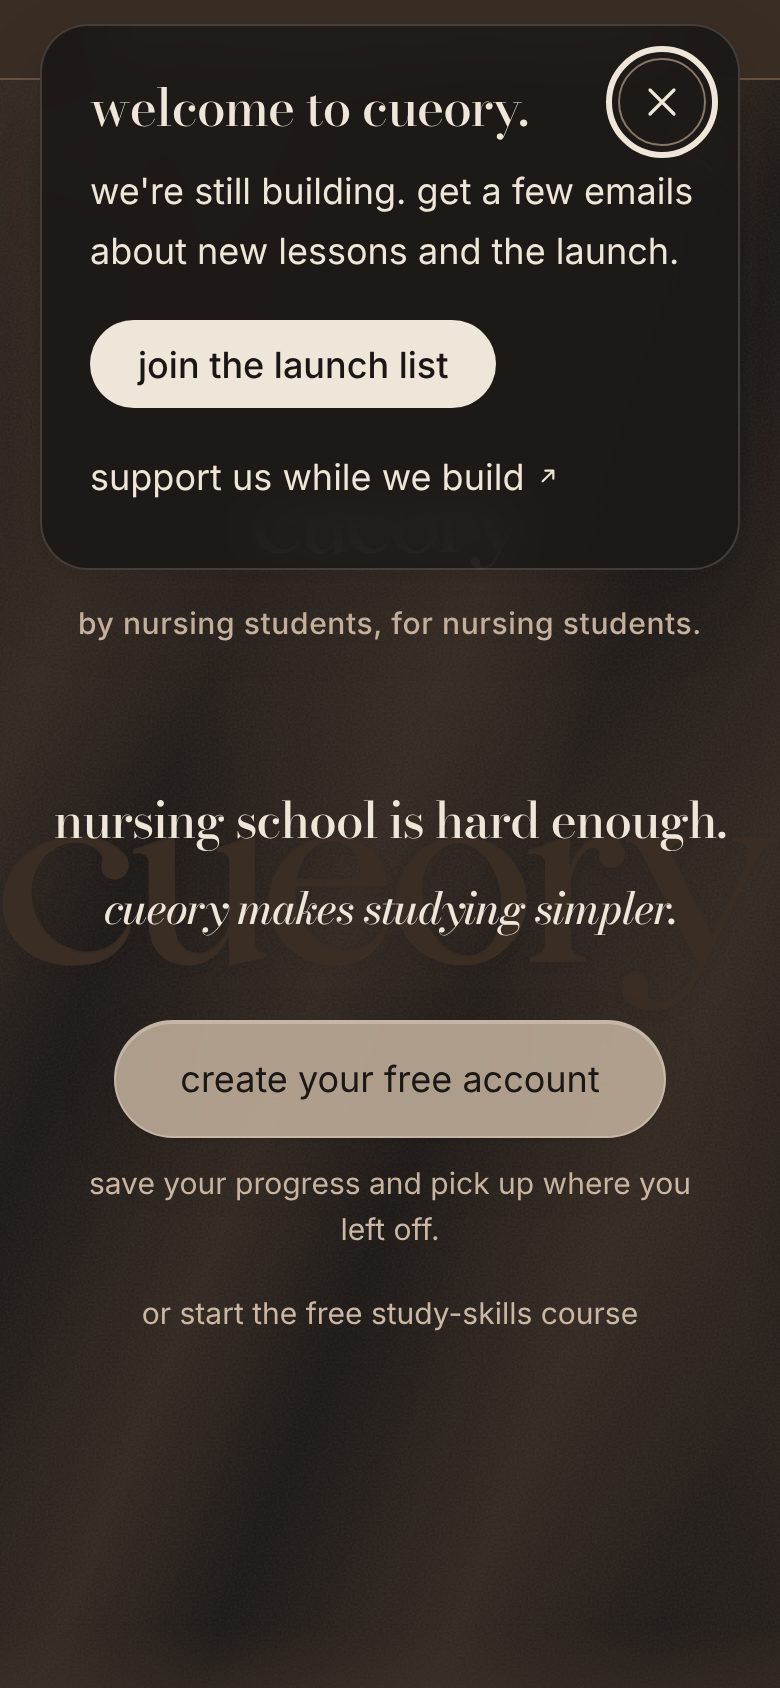 welcome to cueory.
we're still building. get a few emails
about new lessons and the launch.
join the launch list
support us while we build ↗
cueory
by nursing students, for nursing students.
nursing school is hard enough.
cueory
cueory makes studying simpler.
create your free account
save your progress and pick up where you
left off.
or start the free study-skills course